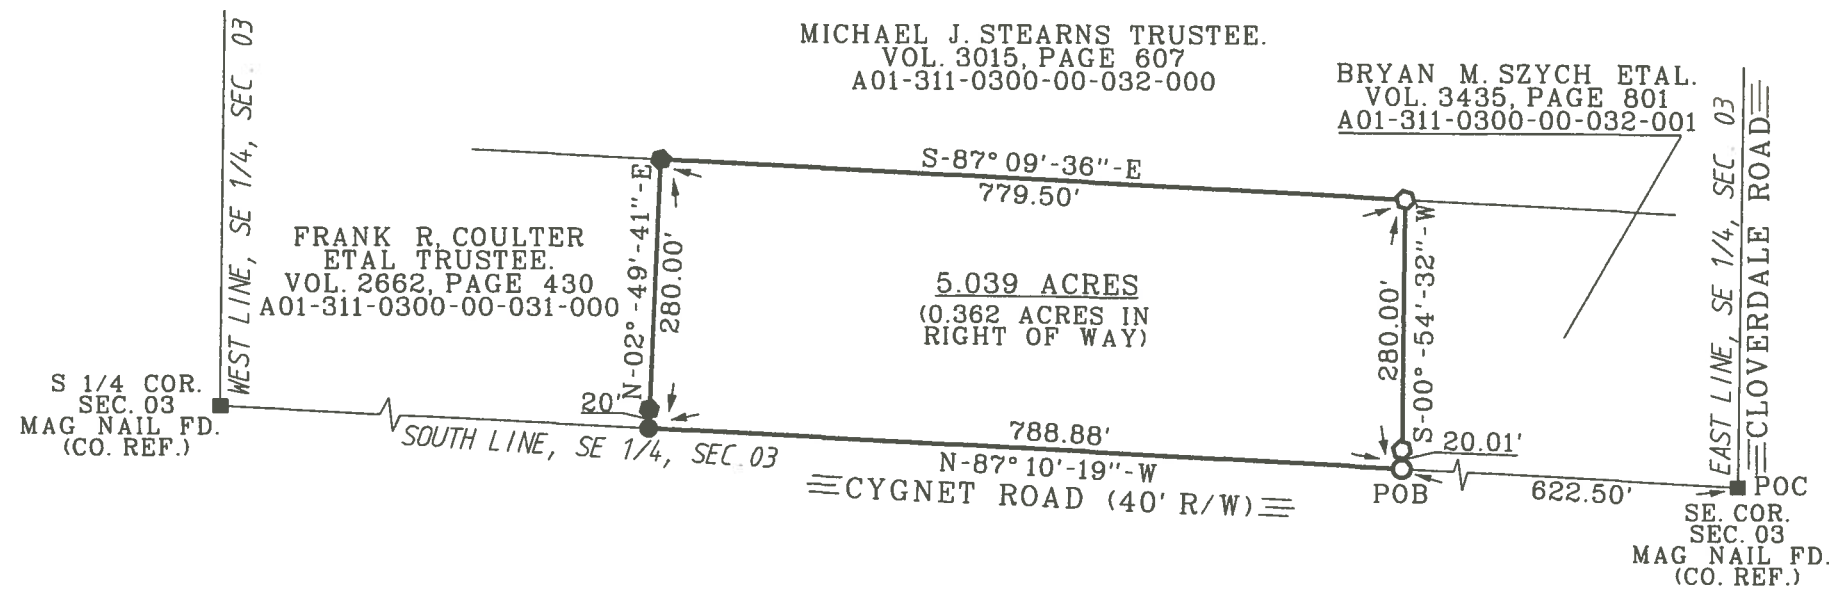 MICHAEL J. STEARNS TRUSTEE.
VOL. 3015, PAGE 607
A01-311-0300-00-032-000
BRYAN M. SZYCH ETAL.
VOL. 3435, PAGE 801
A01-311-0300-00-032-001
WEST LINE, SE 1/4, SEC. 03
FRANK R. COULTER
ETAL TRUSTEE.
VOL. 2662, PAGE 430
A01-311-0300-00-031-000
S-87° 09'-36"-E
779.50'
N-02°-49'-41"-E
280.00'
5.039 ACRES
(0.362 ACRES IN
RIGHT OF WAY)
280.00'
S-00°-54'-32"-W
EAST LINE, SE 1/4, SEC. 03
CLOVERDALE ROAD
S 1/4 COR.
SEC. 03
MAG NAIL FD.
(CO. REF.)
20'
SOUTH LINE, SE 1/4, SEC. 03
788.88'
N-87° 10'-19"-W
CYGNET ROAD (40' R/W)
20.01'
POB
622.50'
POC
SE. COR.
SEC. 03
MAG NAIL FD.
(CO. REF.)